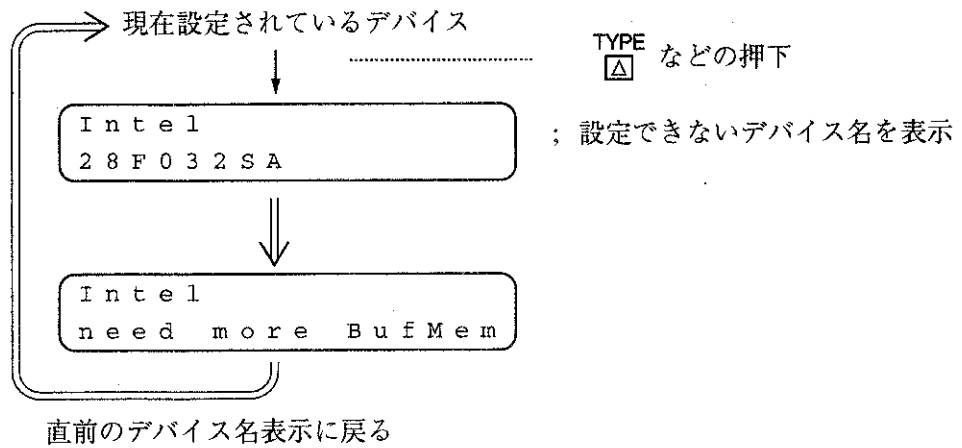 現在設定されているデバイス
TYPE
△ などの押下
Intel
28F032SA
; 設定できないデバイス名を表示
Intel
need more BufMem
直前のデバイス名表示に戻る